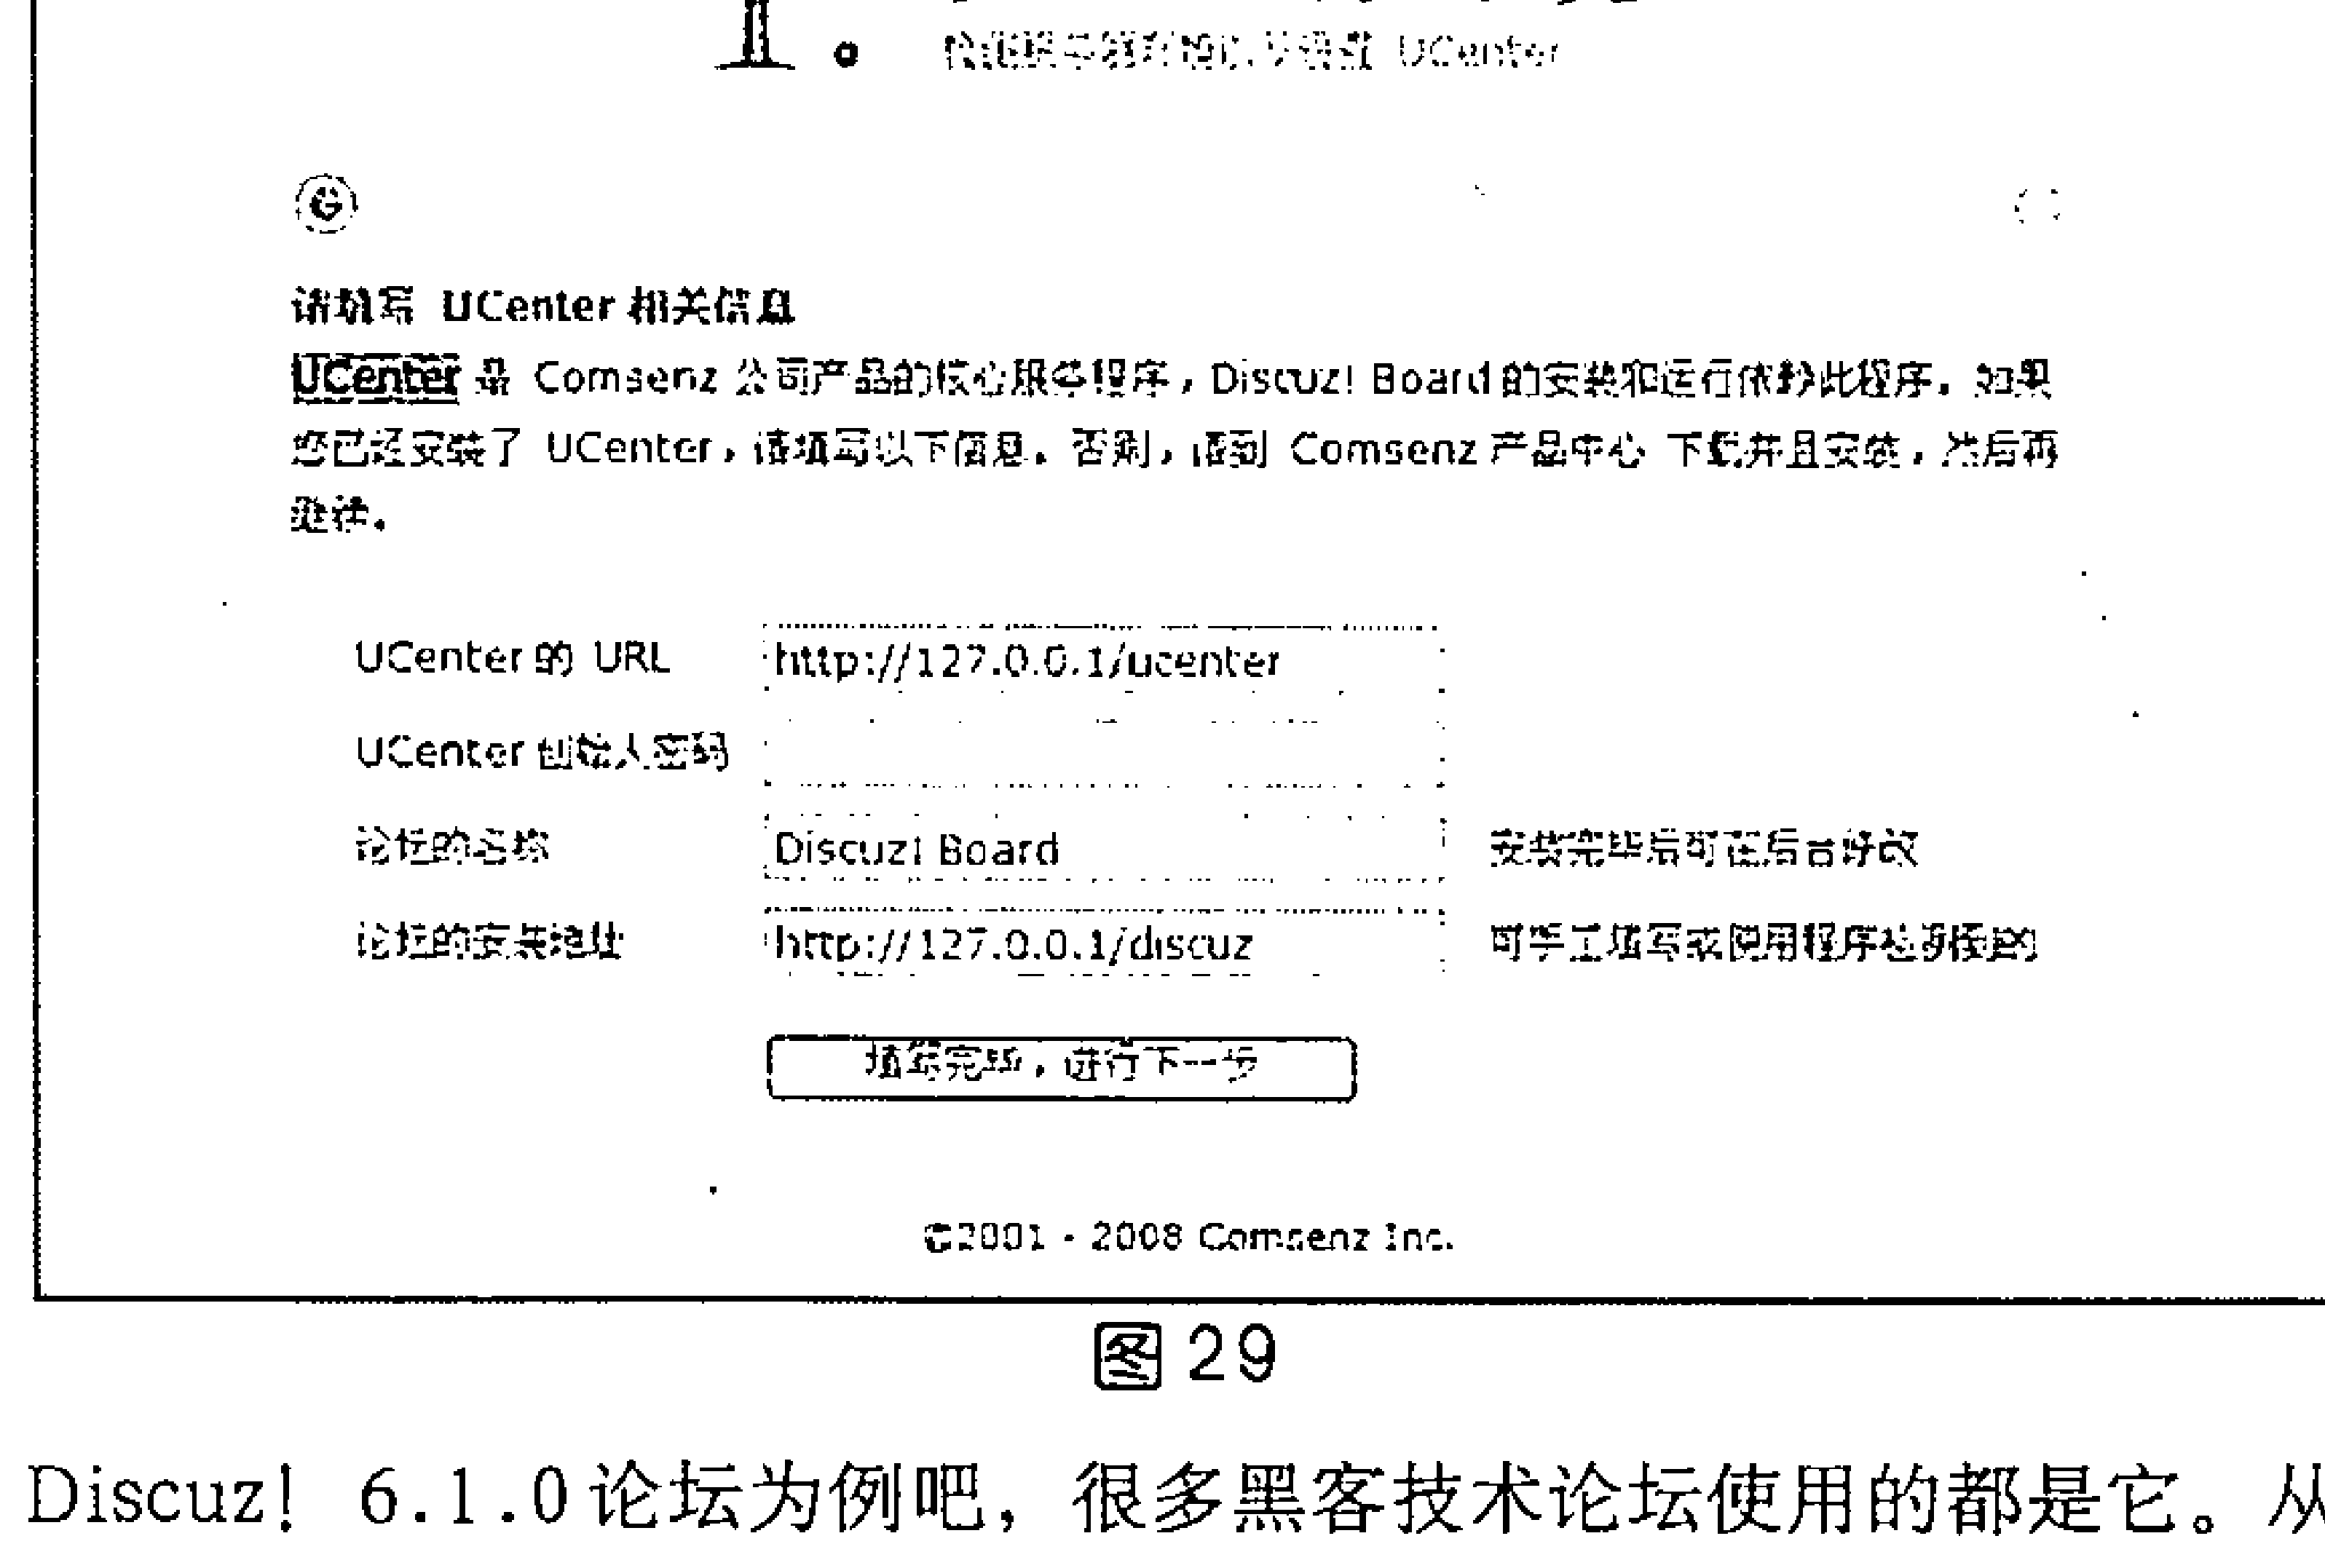 1.
设置 UCenter
请填写 UCenter 相关信息
UCenter 是 Comsenz 公司产品的核心服务程序，Discuz! Board 的安装和运行依赖此程序。如果
您已经安装了 UCenter，请填写以下信息。否则，请到 Comsenz 产品中心 下载并且安装，然后再
继续。
UCenter 的 URL http://127.0.0.1/ucenter
UCenter 创始人密码
论坛的名称 Discuz! Board 安装完毕后可在后台修改
论坛的安装地址 http://127.0.0.1/discuz 可手工填写或使用程序检测到的
填写完毕，进行下一步
©2001 - 2008 Comsenz Inc.
图 29
Discuz! 6.1.0论坛为例吧，很多黑客技术论坛使用的都是它。从